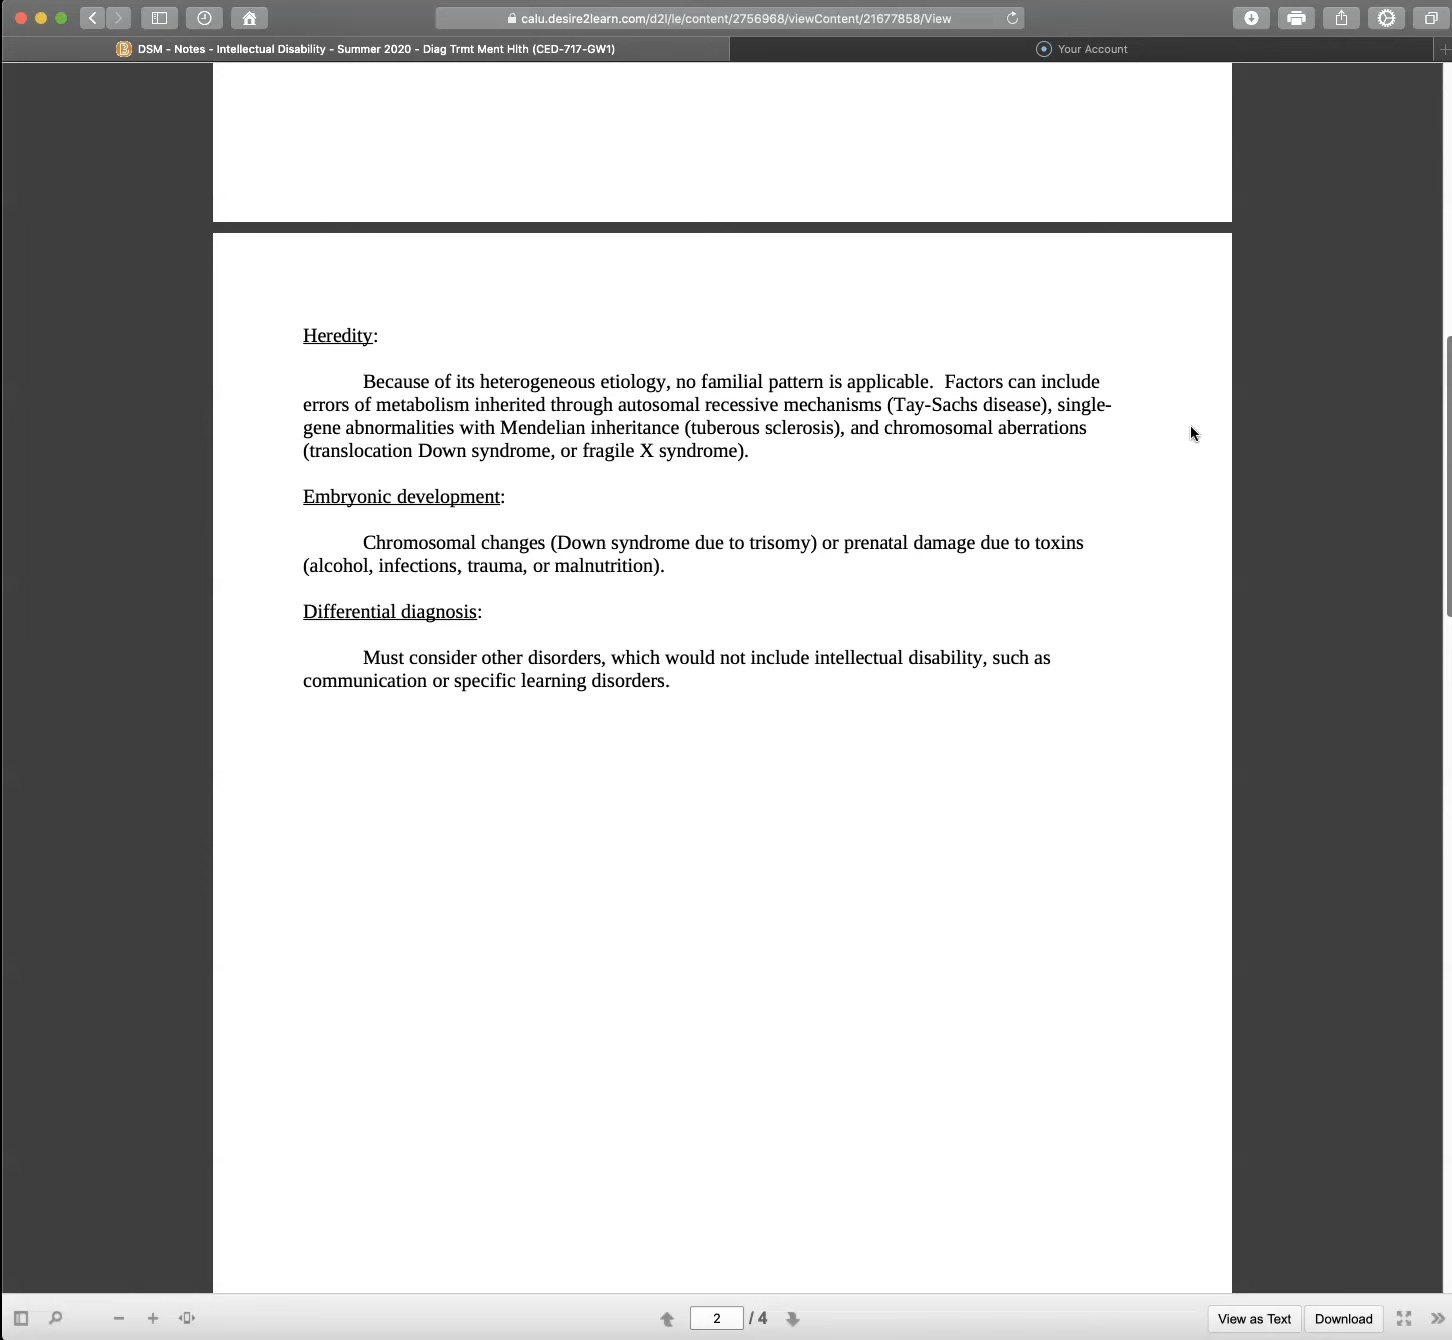 calu.desire2learn.com/d2l/le/content/2756968/viewContent/21677858/View
DSM - Notes - Intellectual Disability - Summer 2020 - Diag Trmt Ment Hlth (CED-717-GW1)
Your Account
Heredity:
Because of its heterogeneous etiology, no familial pattern is applicable.  Factors can include
errors of metabolism inherited through autosomal recessive mechanisms (Tay-Sachs disease), single-
gene abnormalities with Mendelian inheritance (tuberous sclerosis), and chromosomal aberrations
(translocation Down syndrome, or fragile X syndrome).
Embryonic development:
Chromosomal changes (Down syndrome due to trisomy) or prenatal damage due to toxins
(alcohol, infections, trauma, or malnutrition).
Differential diagnosis:
Must consider other disorders, which would not include intellectual disability, such as
communication or specific learning disorders.
2 / 4
View as Text Download